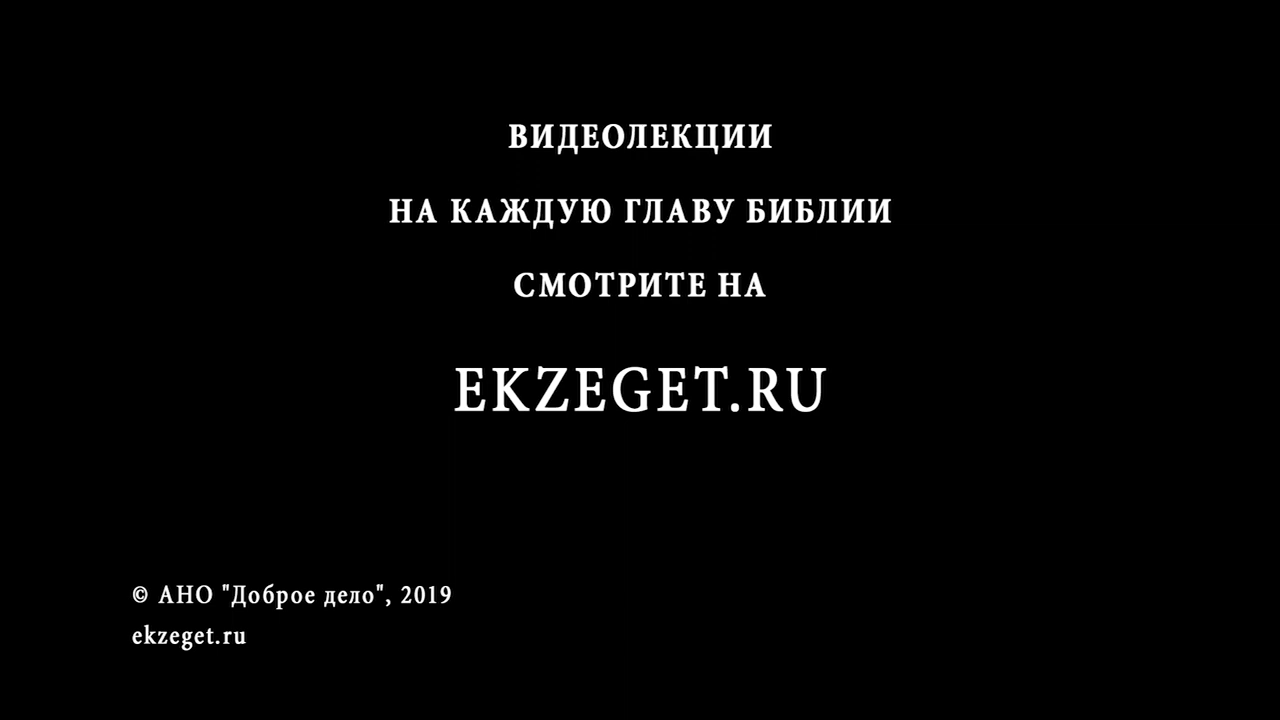 ВИДЕОЛЕКЦИИ
НА КАЖДУЮ ГЛАВУ БИБЛИИ
СМОТРИТЕ НА
EKZEGET.RU
© АНО "Доброе дело", 2019
ekzeget.ru